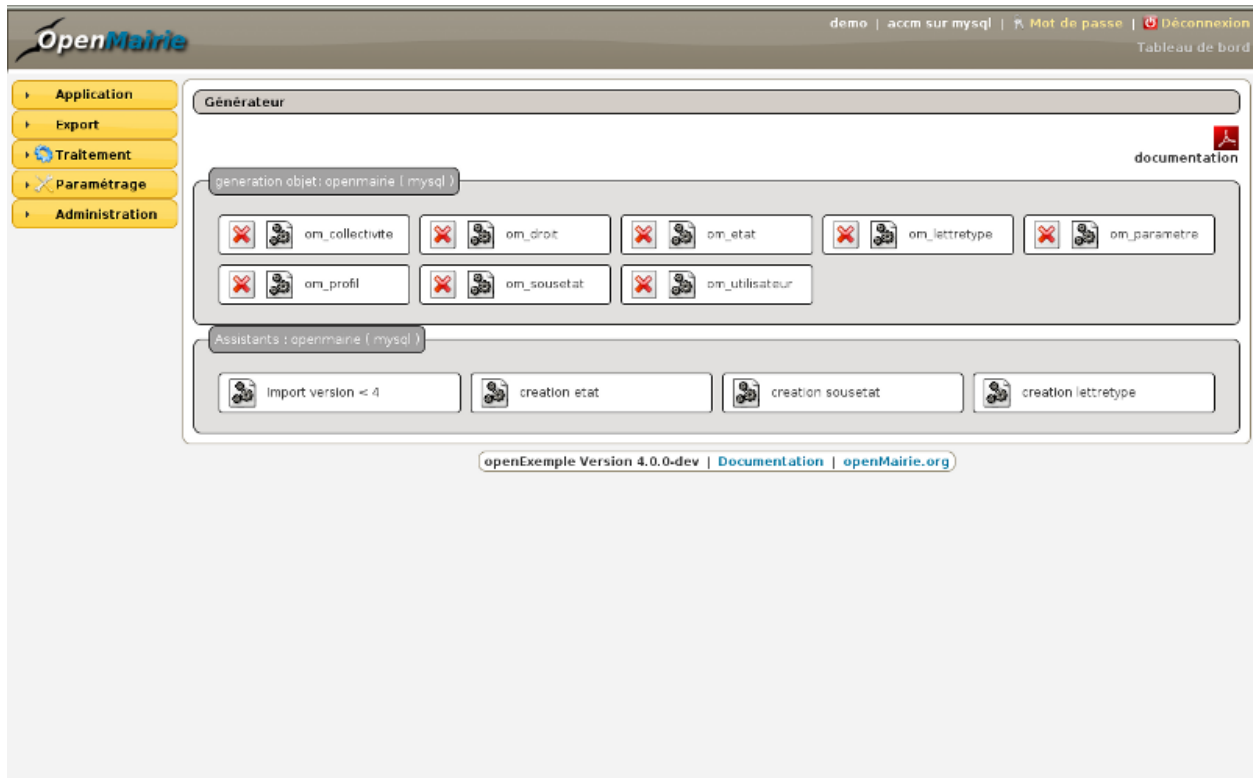 OpenMairie
demo | accm sur mysql | Mot de passe | Déconnexion
Tableau de bord
Application
Export
Traitement
Paramétrage
Administration
Générateur
documentation
generation objet: openmairie ( mysql )
om_collectivite
om_droit
om_etat
om_lettretype
om_parametre
om_profil
om_sousetat
om_utilisateur
Assistants : openmairie ( mysql )
import version < 4
creation etat
creation sousetat
creation lettretype
openExemple Version 4.0.0-dev | Documentation | openMairie.org